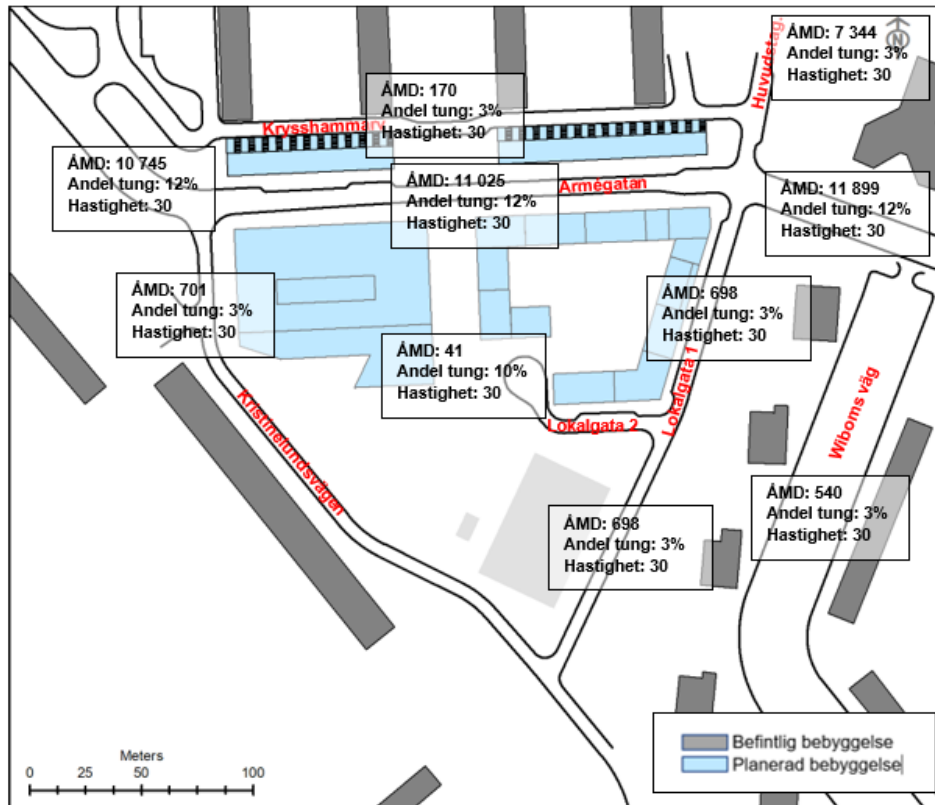 ÅMD: 7 344
Andel tung: 3%
Hastighet: 30
N
Huvudstag.
ÅMD: 170
Andel tung: 3%
Hastighet: 30
Krysshammarv
ÅMD: 10 745
Andel tung: 12%
Hastighet: 30
ÅMD: 11 025
Andel tung: 12%
Hastighet: 30
Armégatan
ÅMD: 11 899
Andel tung: 12%
Hastighet: 30
ÅMD: 701
Andel tung: 3%
Hastighet: 30
ÅMD: 698
Andel tung: 3%
Hastighet: 30
ÅMD: 41
Andel tung: 10%
Hastighet: 30
Lokalgata 1
Lokalgata 2
Kristinelundsvägen
Wiboms väg
ÅMD: 540
Andel tung: 3%
Hastighet: 30
ÅMD: 698
Andel tung: 3%
Hastighet: 30
Meters
0 25 50 100
Befintlig bebyggelse
Planerad bebyggelse